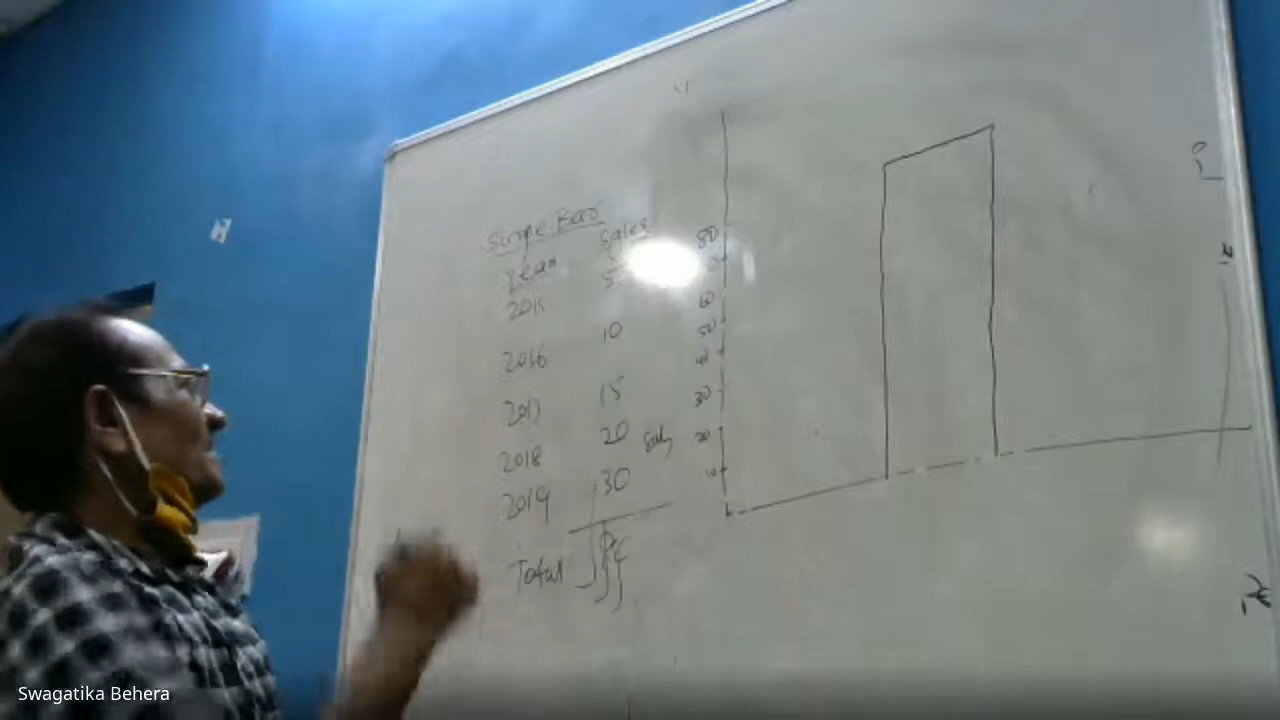 Simple Bar
Year Sales
2015 5
2016 10
2017 15
2018 20
2019 30
Total
Sales
80
60
50
40
30
20
10
Swagatika Behera